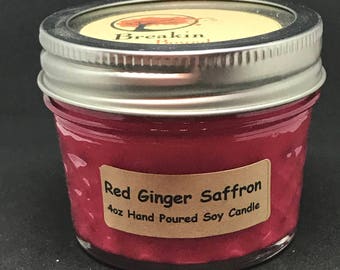 Breakin'
Red Ginger Saffron
4oz Hand Poured Soy Candle